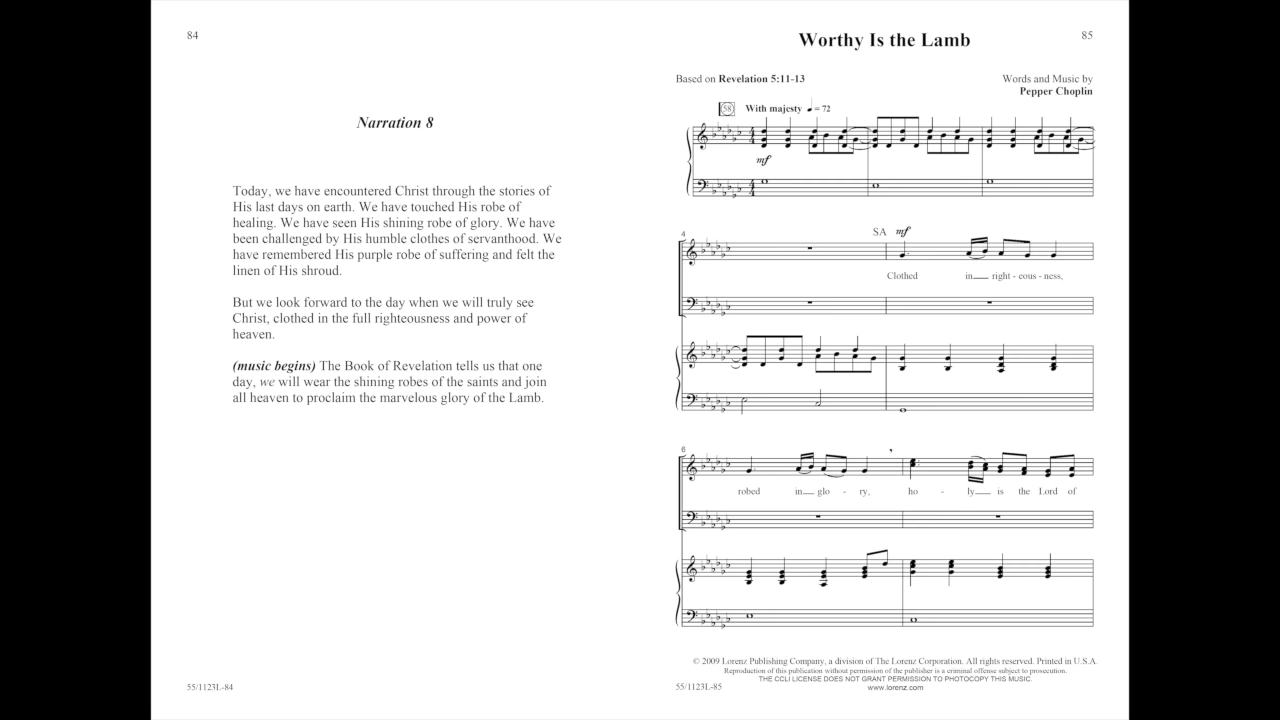 84
Narration 8
Today, we have encountered Christ through the stories of
His last days on earth. We have touched His robe of
healing. We have seen His shining robe of glory. We have
been challenged by His humble clothes of servanthood. We
have remembered His purple robe of suffering and felt the
linen of His shroud.
But we look forward to the day when we will truly see
Christ, clothed in the full righteousness and power of
heaven.
(music begins) The Book of Revelation tells us that one
day, we will wear the shining robes of the saints and join
all heaven to proclaim the marvelous glory of the Lamb.
55/1123L-84
Worthy Is the Lamb
85
Based on Revelation 5:11-13
Words and Music by
Pepper Choplin
58 With majesty ♩ = 72
mf
4 SA mf
Clothed in___ right - eous - ness,
6
robed in___ glo - ry, ho - ly___ is the Lord of
© 2009 Lorenz Publishing Company, a division of The Lorenz Corporation. All rights reserved. Printed in U.S.A.
Reproduction of this publication without permission of the publisher is a criminal offense subject to prosecution.
THE CCLI LICENSE DOES NOT GRANT PERMISSION TO PHOTOCOPY THIS MUSIC.
55/1123L-85
www.lorenz.com